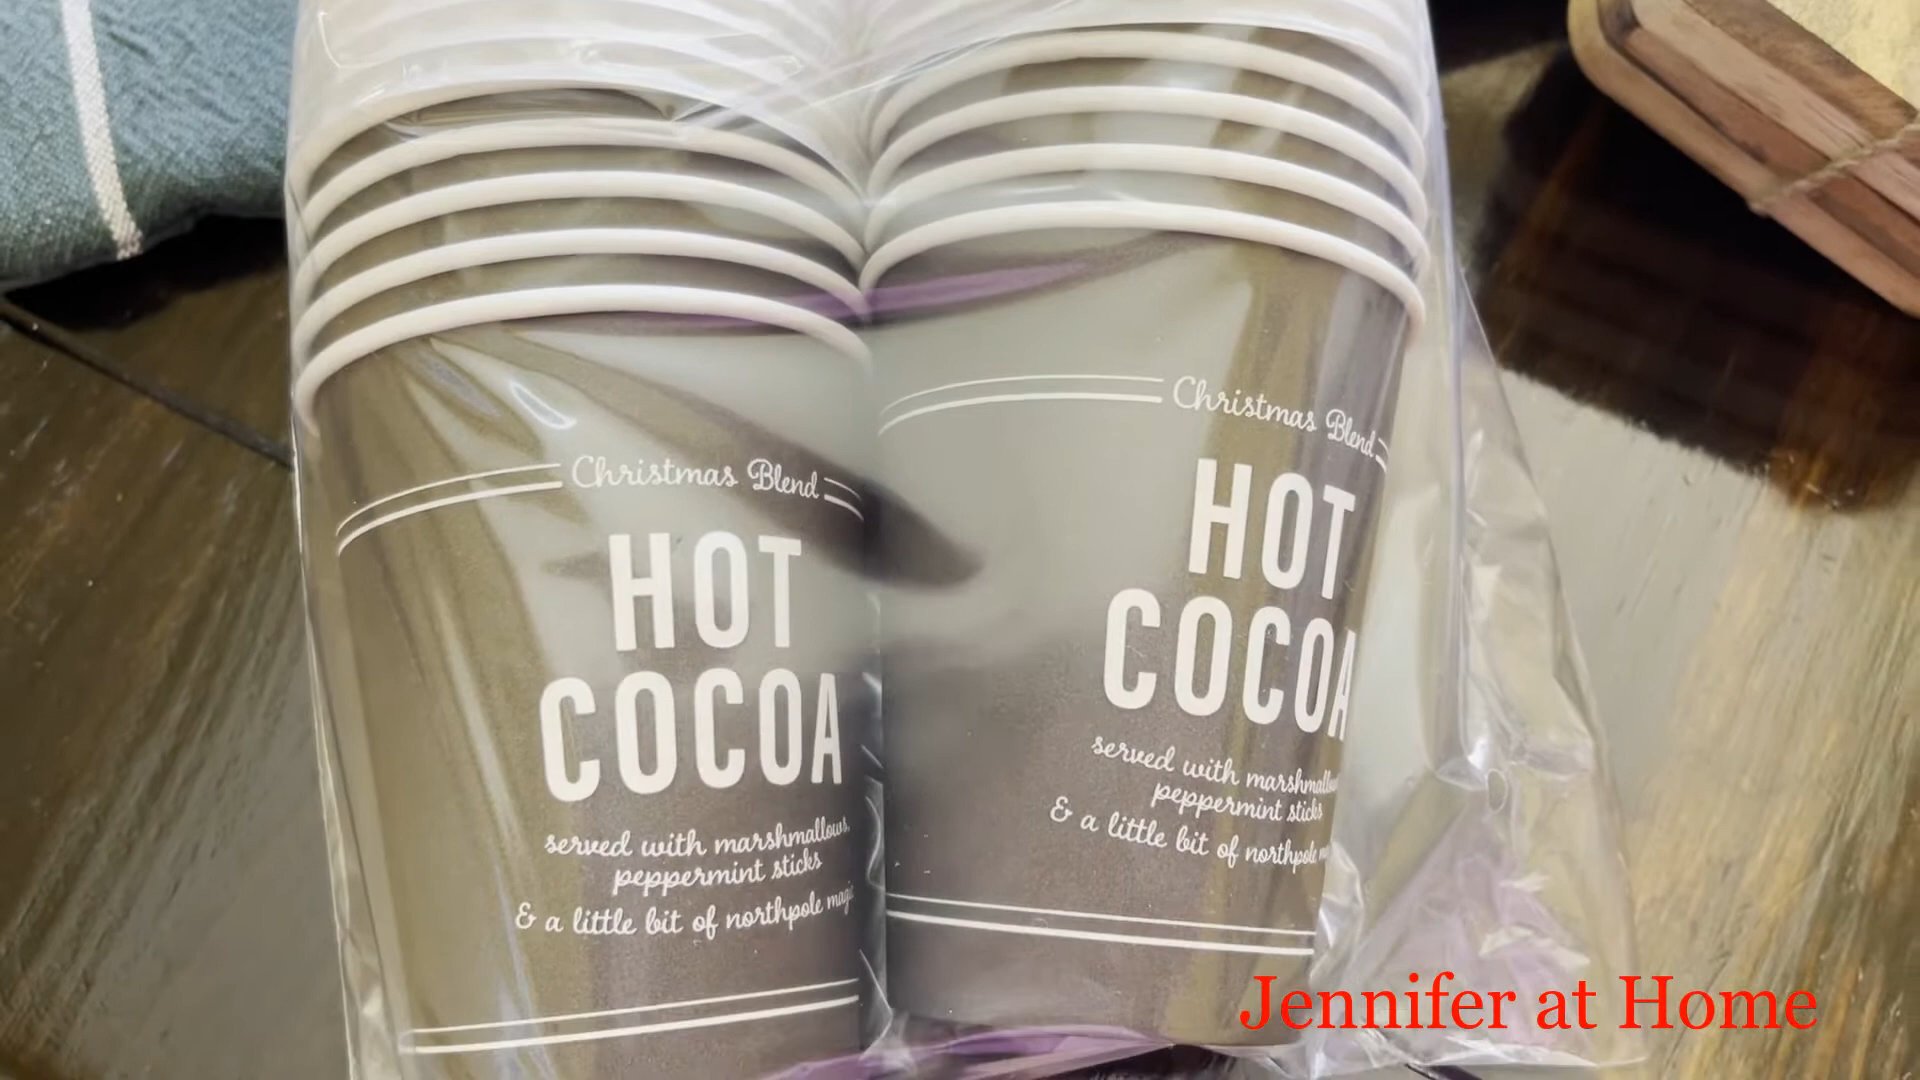 Christmas Blend
HOT
COCOA
served with marshmallows,
peppermint sticks
& a little bit of northpole magic
Christmas Blend
HOT
COCOA
served with
peppermint sticks
& a little bit of northpole
Jennifer at Home